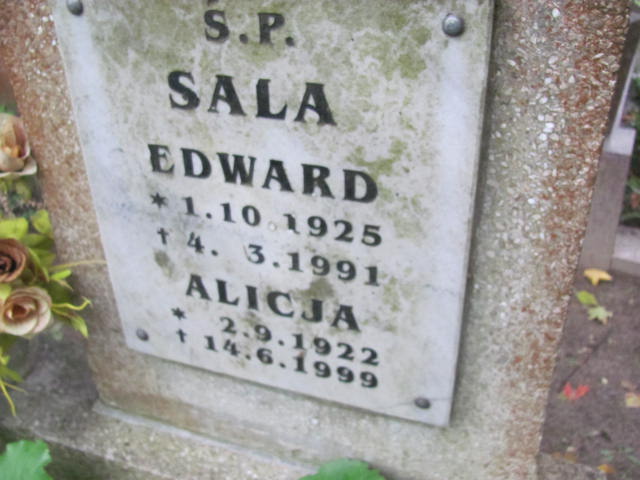 Ś.P.
SALA
EDWARD
* 1.10.1925
† 4. 3.1991
ALICJA
* 2.9.1922
† 14.6.1999